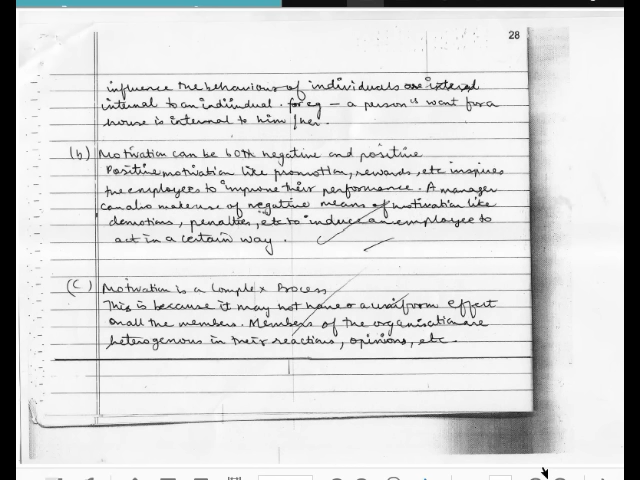 28
influence the behaviour of individuals are
internal to an individual. for eg - a person's want for a
house is internal to him/her.
(b) Motivation can be both negative and positive
Positive motivation like promotion, rewards, etc inspires
the employees to improve their performance. A manager
can also make use of negative means of motivation like
demotions, penalties, etc to induce an employee to
act in a certain way.
(c) Motivation is a Complex Process
This is because it may not have a uniform effect
on all the members. Members of the organisation are
heterogenous in their reactions, opinions, etc.